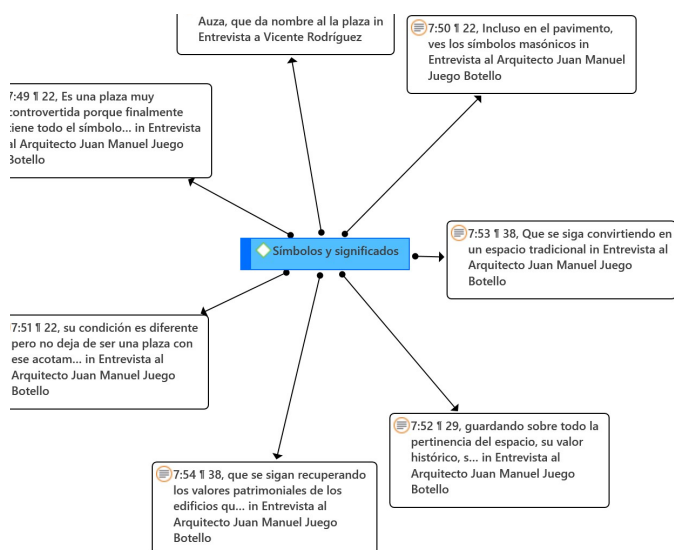 Auza, que da nombre al la plaza in
Entrevista a Vicente Rodríguez
7:50 ¶ 22, Incluso en el pavimento,
ves los símbolos masónicos in
Entrevista al Arquitecto Juan Manuel
Juego Botello
7:49 ¶ 22, Es una plaza muy
controvertida porque finalmente
tiene todo el símbolo... in Entrevista
al Arquitecto Juan Manuel Juego
Botello
7:53 ¶ 38, Que se siga convirtiendo en
un espacio tradicional in Entrevista al
Arquitecto Juan Manuel Juego
Botello
Símbolos y significados
7:51 ¶ 22, su condición es diferente
pero no deja de ser una plaza con
ese acotam... in Entrevista al
Arquitecto Juan Manuel Juego
Botello
7:52 ¶ 29, guardando sobre todo la
pertinencia del espacio, su valor
histórico, s... in Entrevista al
Arquitecto Juan Manuel Juego
Botello
7:54 ¶ 38, que se sigan recuperando
los valores patrimoniales de los
edificios qu... in Entrevista al
Arquitecto Juan Manuel Juego
Botello